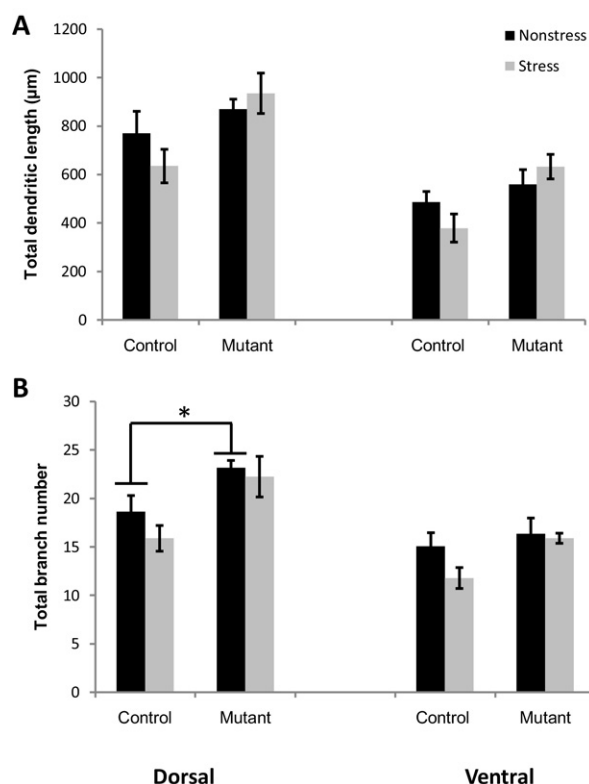 A
Total dendritic length (μm)
1200
1000
800
600
400
200
0
Nonstress
Stress
Control
Mutant
Control
Mutant
B
Total branch number
30
25
20
15
10
5
0
*
Control
Mutant
Control
Mutant
Dorsal
Ventral